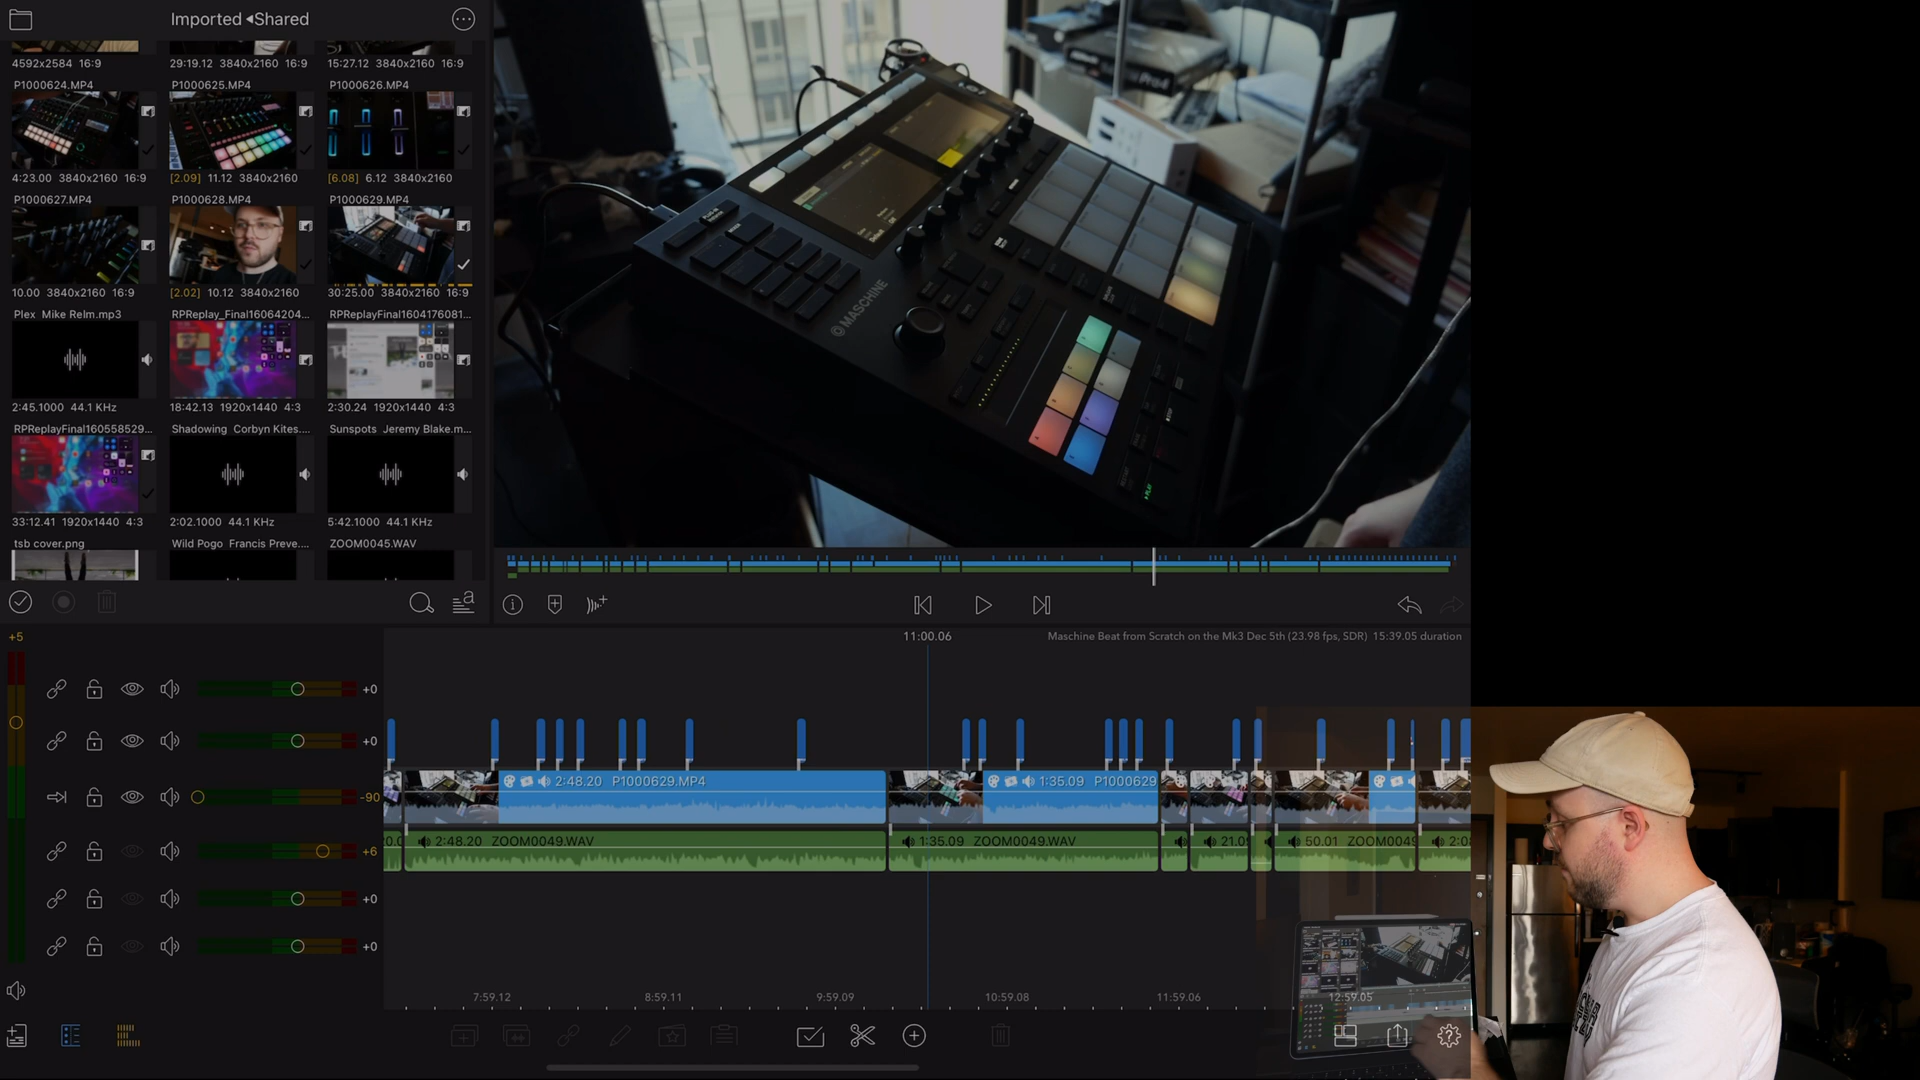 Imported ◂Shared
4592x2584 16:9
29:19.12 3840x2160 16:9
15:27.12 3840x2160 16:9
P1000624.MP4
P1000625.MP4
P1000626.MP4
4:23.00 3840x2160 16:9
[2.09] 11.12 3840x2160
[6.08] 6.12 3840x2160
P1000627.MP4
P1000628.MP4
P1000629.MP4
10.00 3840x2160 16:9
[2.02] 10.12 3840x2160
30:25.00 3840x2160 16:9
Plex Mike Relm.mp3
RPReplay_Final16064204...
RPReplayFinal1604176081...
2:45.1000 44.1 KHz
18:42.13 1920x1440 4:3
2:30.24 1920x1440 4:3
RPReplayFinal160558529...
Shadowing Corbyn Kites....
Sunspots Jeremy Blake.m...
33:12.41 1920x1440 4:3
2:02.1000 44.1 KHz
5:42.1000 44.1 KHz
tsb cover.png
Wild Pogo Francis Preve....
ZOOM0045.WAV
MASCHINE
PLAY
+5
11:00.06
Maschine Beat from Scratch on the Mk3 Dec 5th (23.98 fps, SDR) 15:39.05 duration
+0
+0
-90
+6
+0
+0
2:48.20 P1000629.MP4
1:35.09 P1000629
2:48.20 ZOOM0049.WAV
1:35.09 ZOOM0049.WAV
21.0
50.01 ZOOM0049
2:0
7:59.12
8:59.11
9:59.09
10:59.08
11:59.06
12:59.05